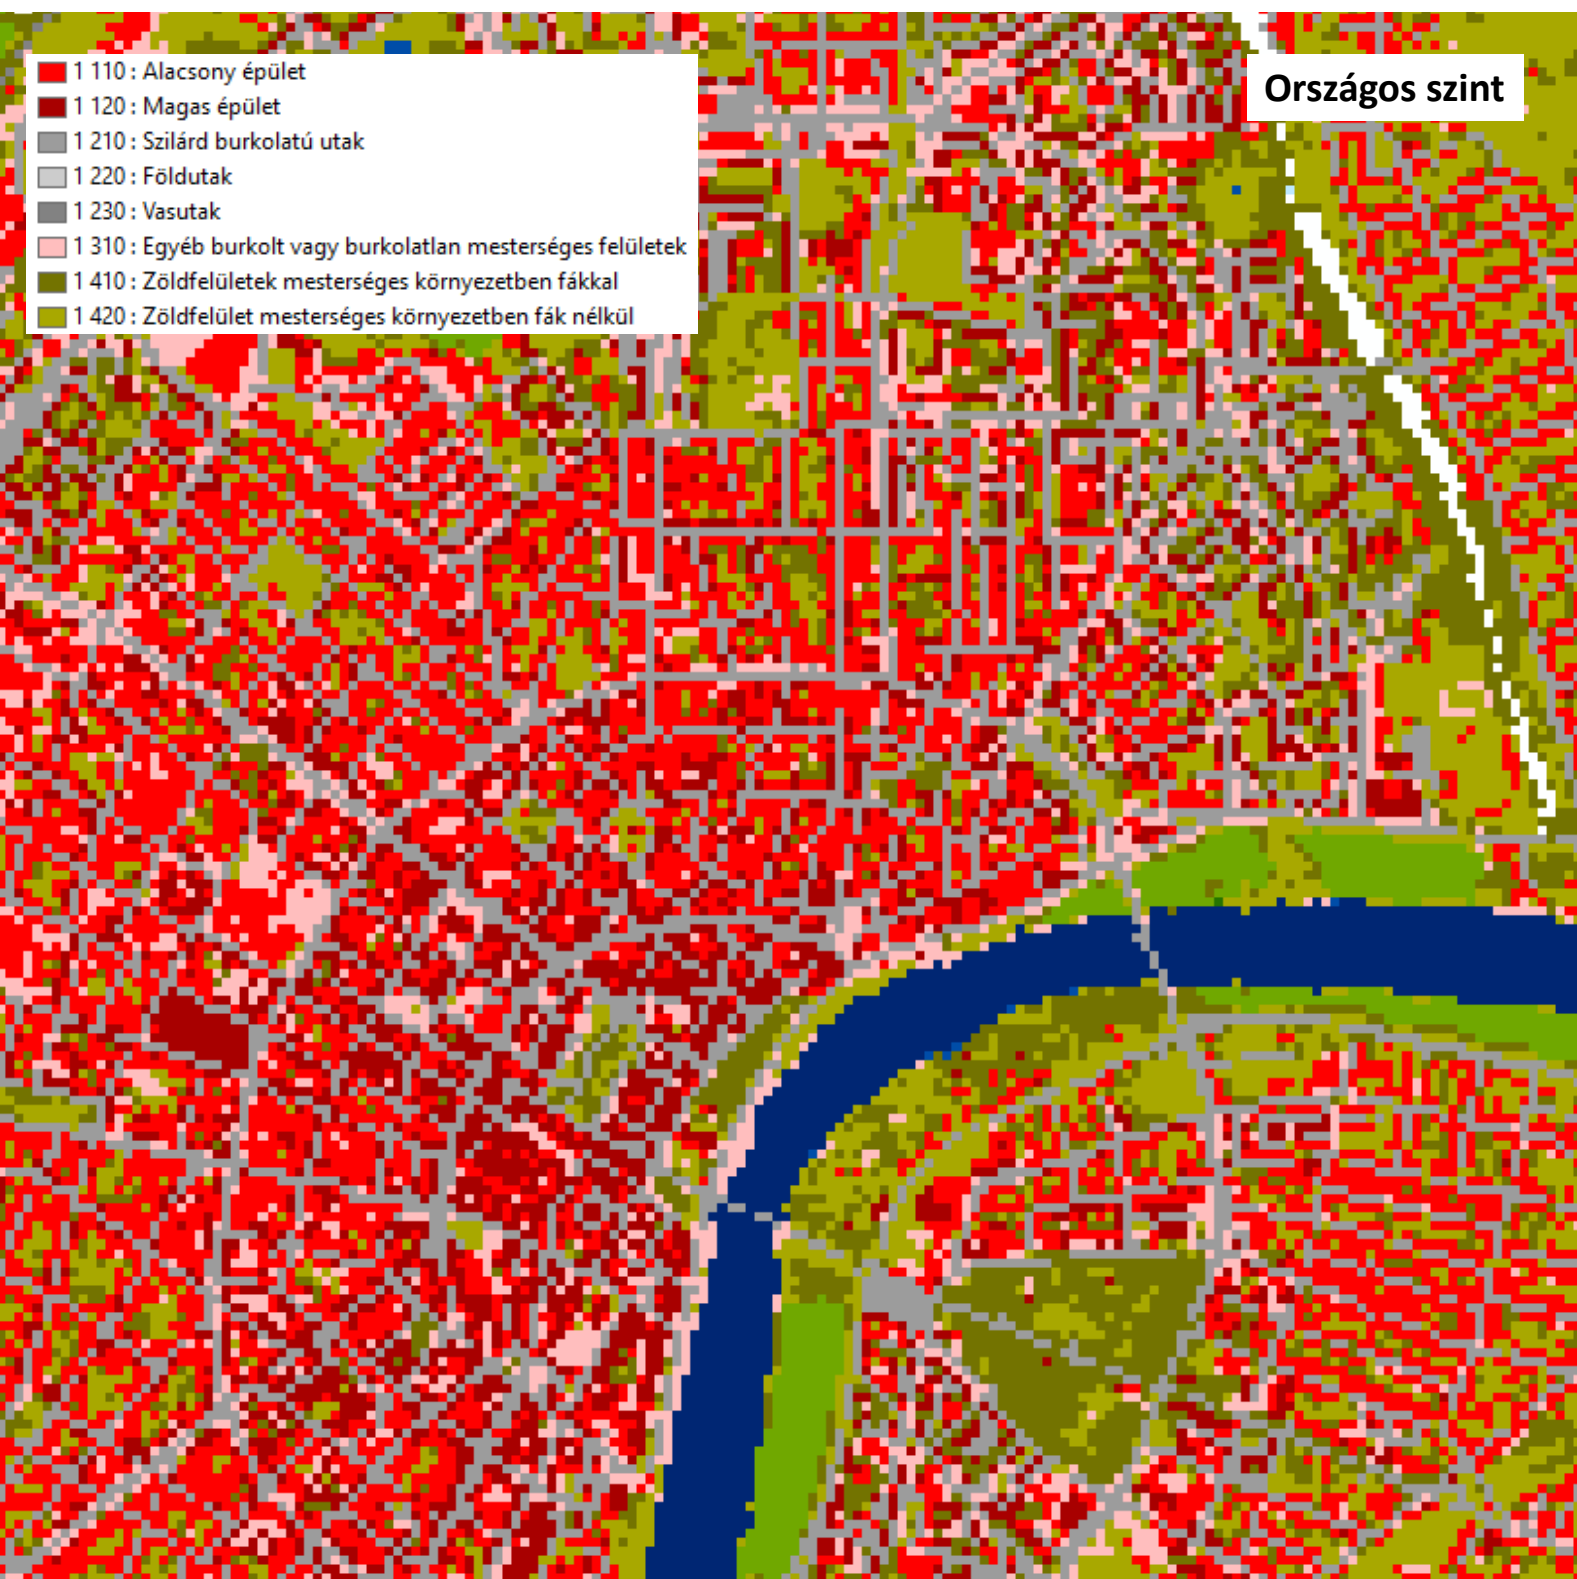 1 110 : Alacsony épület
1 120 : Magas épület
1 210 : Szilárd burkolatú utak
1 220 : Földutak
1 230 : Vasutak
1 310 : Egyéb burkolt vagy burkolatlan mesterséges felületek
1 410 : Zöldfelületek mesterséges környezetben fákkal
1 420 : Zöldfelület mesterséges környezetben fák nélkül
Országos szint